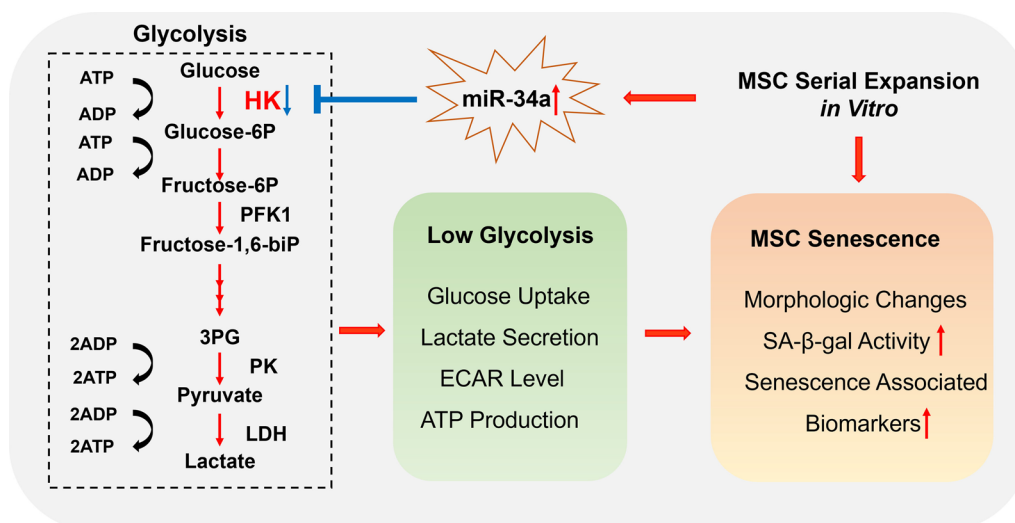 Glycolysis
ATP
ADP
ATP
ADP
Glucose
HK
Glucose-6P
Fructose-6P
PFK1
Fructose-1,6-biP
3PG
PK
Pyruvate
LDH
Lactate
2ADP
2ATP
2ADP
2ATP
miR-34a
MSC Serial Expansion
in Vitro
Low Glycolysis
Glucose Uptake
Lactate Secretion
ECAR Level
ATP Production
MSC Senescence
Morphologic Changes
SA-β-gal Activity
Senescence Associated
Biomarkers